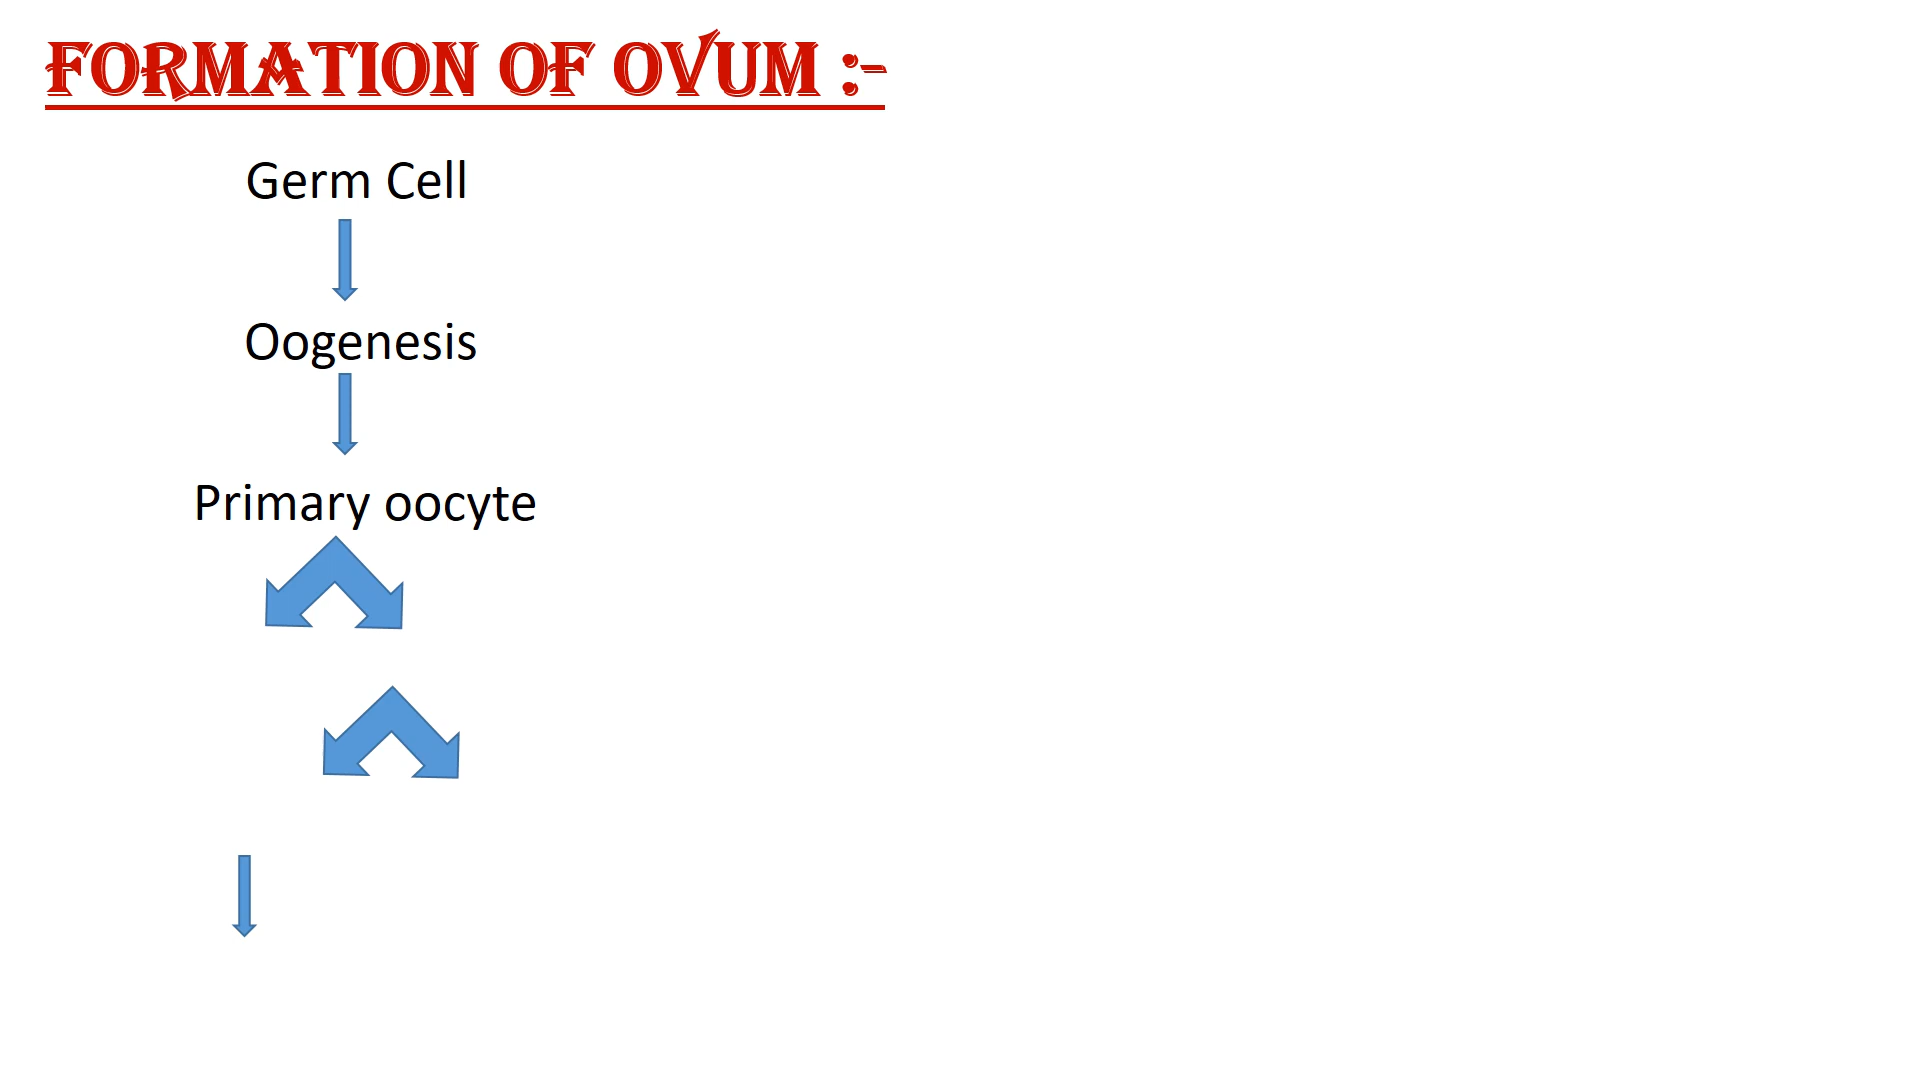 FORMATION OF OVUM :-
Germ Cell
Oogenesis
Primary oocyte